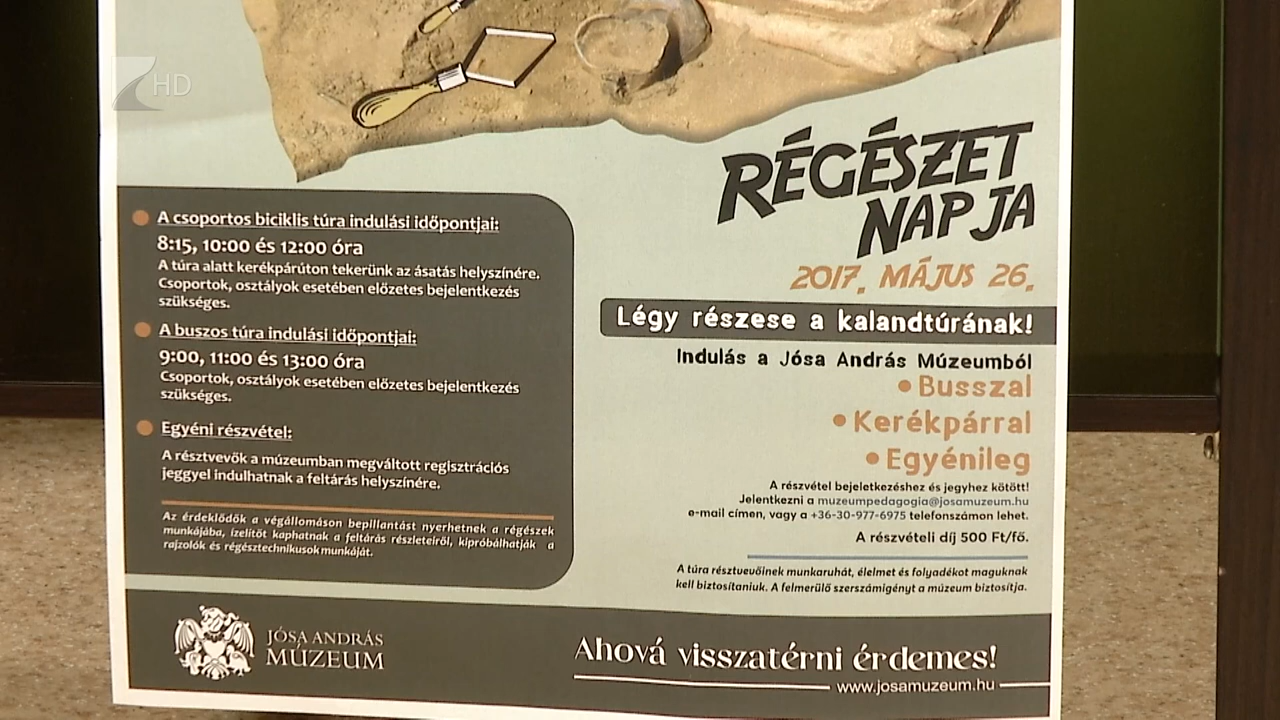 HD
RÉGÉSZET
NAPJA
2017. MÁJUS 26.
Légy részese a kalandtúrának!
Indulás a Jósa András Múzeumból
• Busszal
• Kerékpárral
• Egyénileg
A részvétel bejeletkezéshez és jegyhez kötött!
Jelentkezni a muzeumpedagogia@josamuzeum.hu
e-mail címen, vagy a +36-30-977-6975 telefonszámon lehet.
A részvételi díj 500 Ft/fő.
A túra résztvevőinek munkaruhát, élelmet és folyadékot maguknak
kell biztosítaniuk. A felmerülő szerszámigényt a múzeum biztosítja.
A csoportos biciklis túra indulási időpontjai:
8:15, 10:00 és 12:00 óra
A túra alatt kerékpárúton tekerünk az ásatás helyszínére.
Csoportok, osztályok esetében előzetes bejelentkezés
szükséges.
A buszos túra indulási időpontjai:
9:00, 11:00 és 13:00 óra
Csoportok, osztályok esetében előzetes bejelentkezés
szükséges.
Egyéni részvétel:
A résztvevők a múzeumban megváltott regisztrációs
jeggyel indulhatnak a feltárás helyszínére.
Az érdeklődők a végállomáson bepillantást nyerhetnek a régészek
munkájába, ízelítőt kaphatnak a feltárás részleteiről, kipróbálhatják a
rajzolók és régésztechnikusok munkáját.
JÓSA ANDRÁS
MÚZEUM
Ahová visszatérni érdemes!
www.josamuzeum.hu